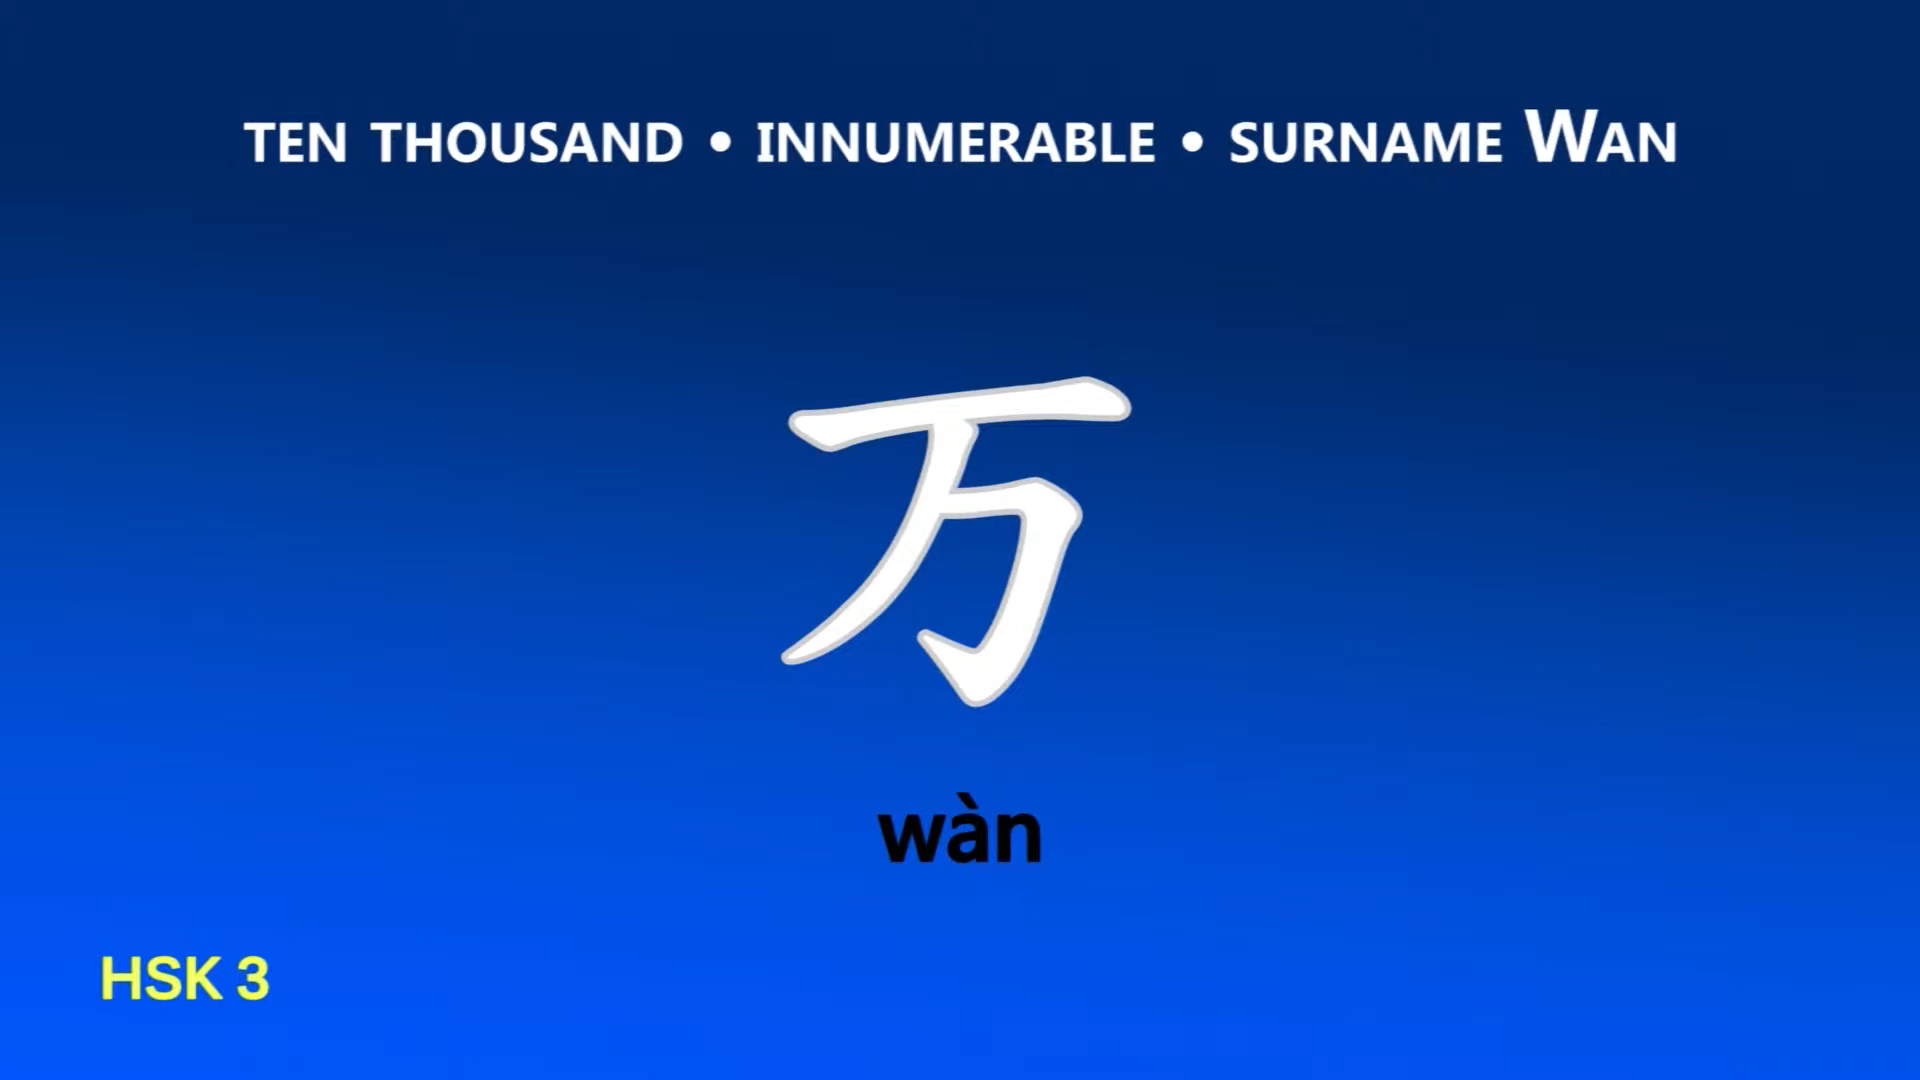 TEN THOUSAND • INNUMERABLE • SURNAME WAN
万
wàn
HSK 3